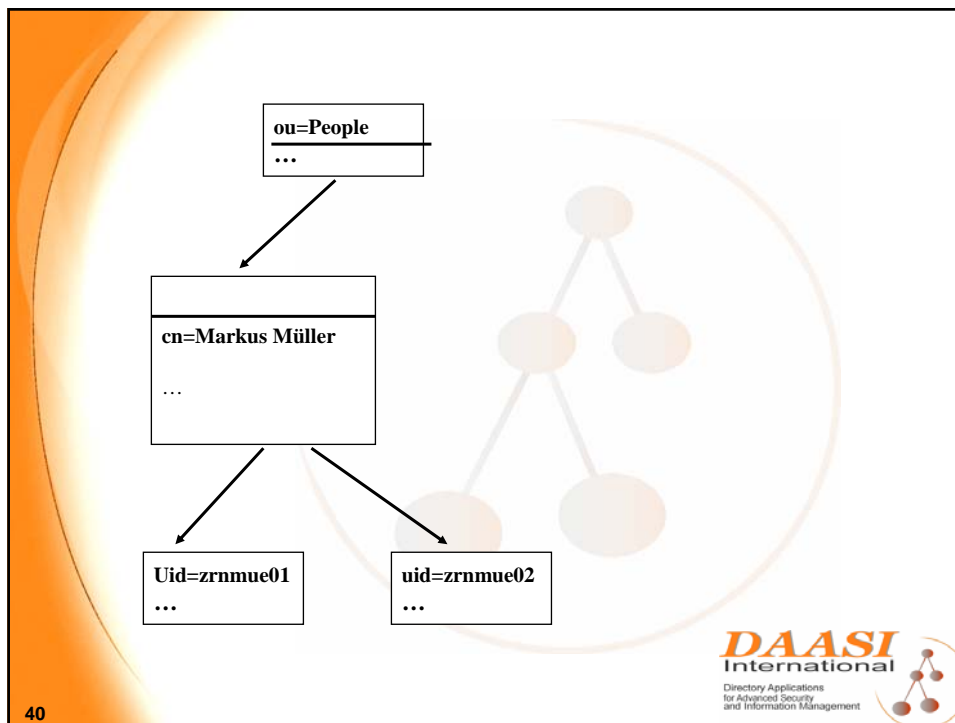 ou=People
…
cn=Markus Müller
…
Uid=zrnmue01
…
uid=zrnmue02
…
DAASI
International
Directory Applications
for Advanced Security
and Information Management
40